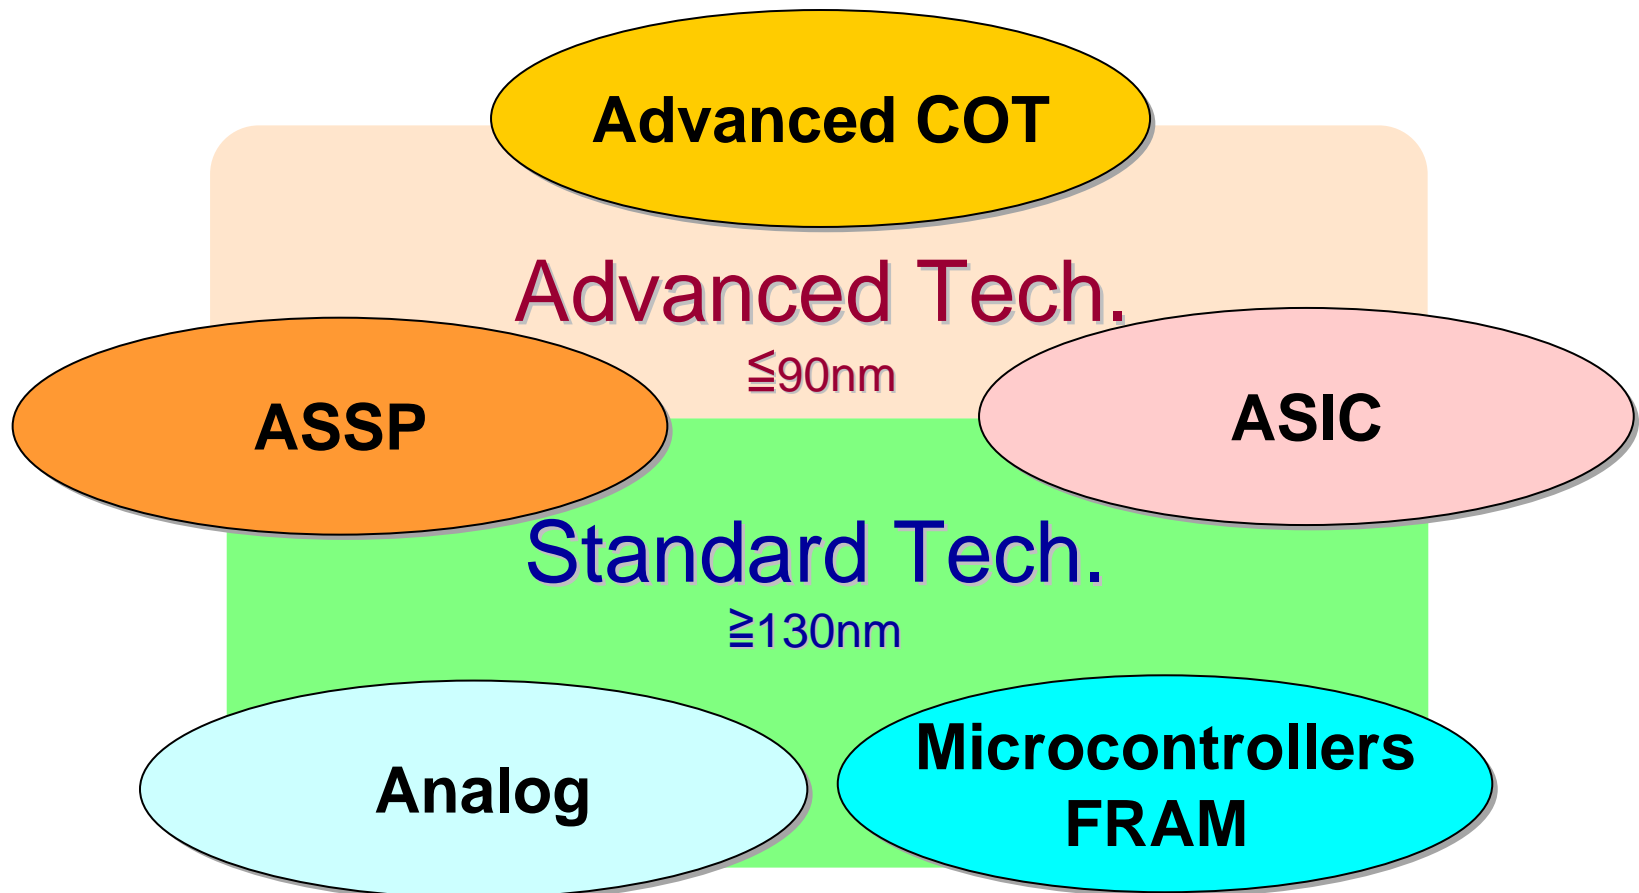 Advanced COT
Advanced Tech.
≦90nm
ASSP
ASIC
Standard Tech.
≧130nm
Analog
Microcontrollers
FRAM